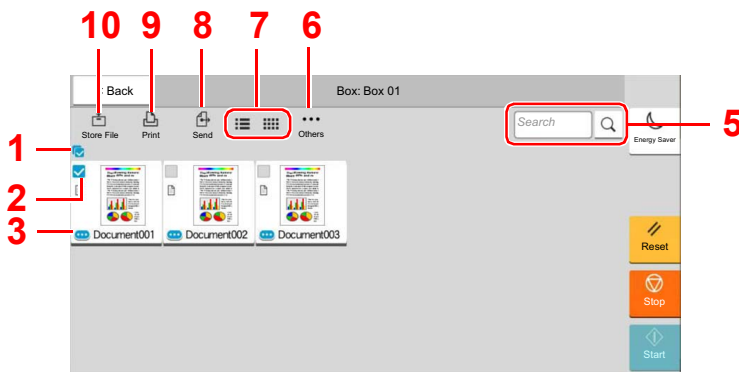 10 9 8 7 6
: Back Box: Box 01
Store File Print Send Others Search 5
Energy Saver
1
2
3 Document001 Document002 Document003
Reset
Stop
Start